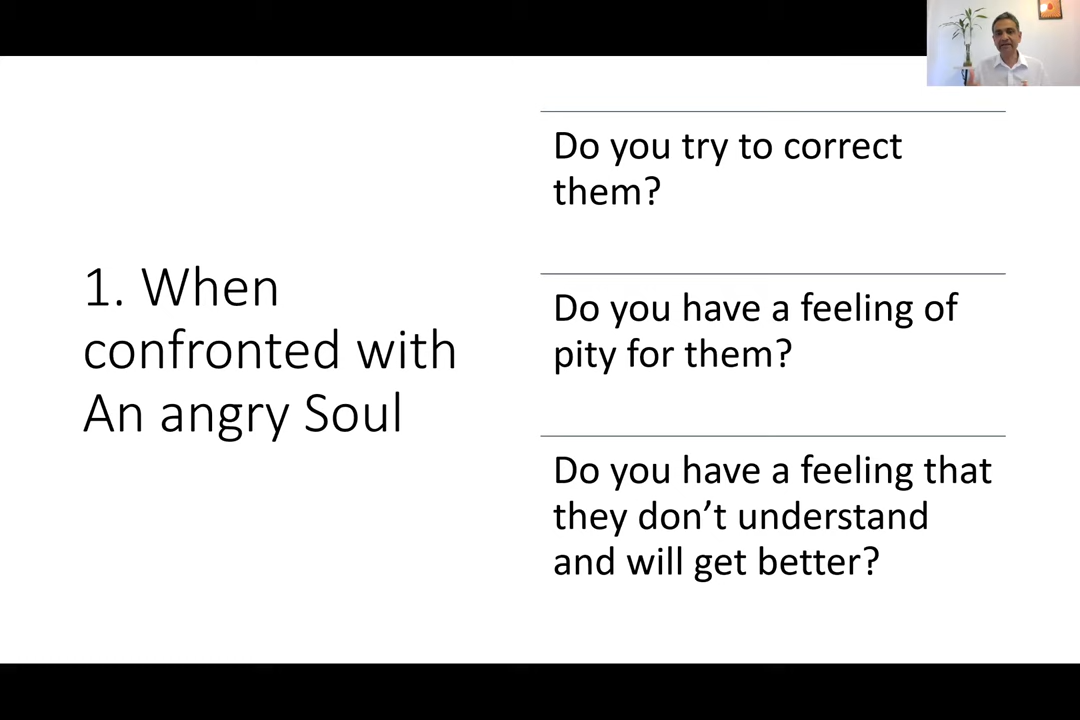 1. When
confronted with
An angry Soul
Do you try to correct
them?
Do you have a feeling of
pity for them?
Do you have a feeling that
they don’t understand
and will get better?